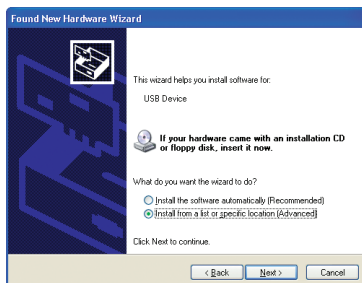 Found New Hardware Wizard
This wizard helps you install software for:
USB Device
If your hardware came with an installation CD
or floppy disk, insert it now.
What do you want the wizard to do?
Install the software automatically (Recommended)
Install from a list or specific location (Advanced)
Click Next to continue.
< Back
Next >
Cancel